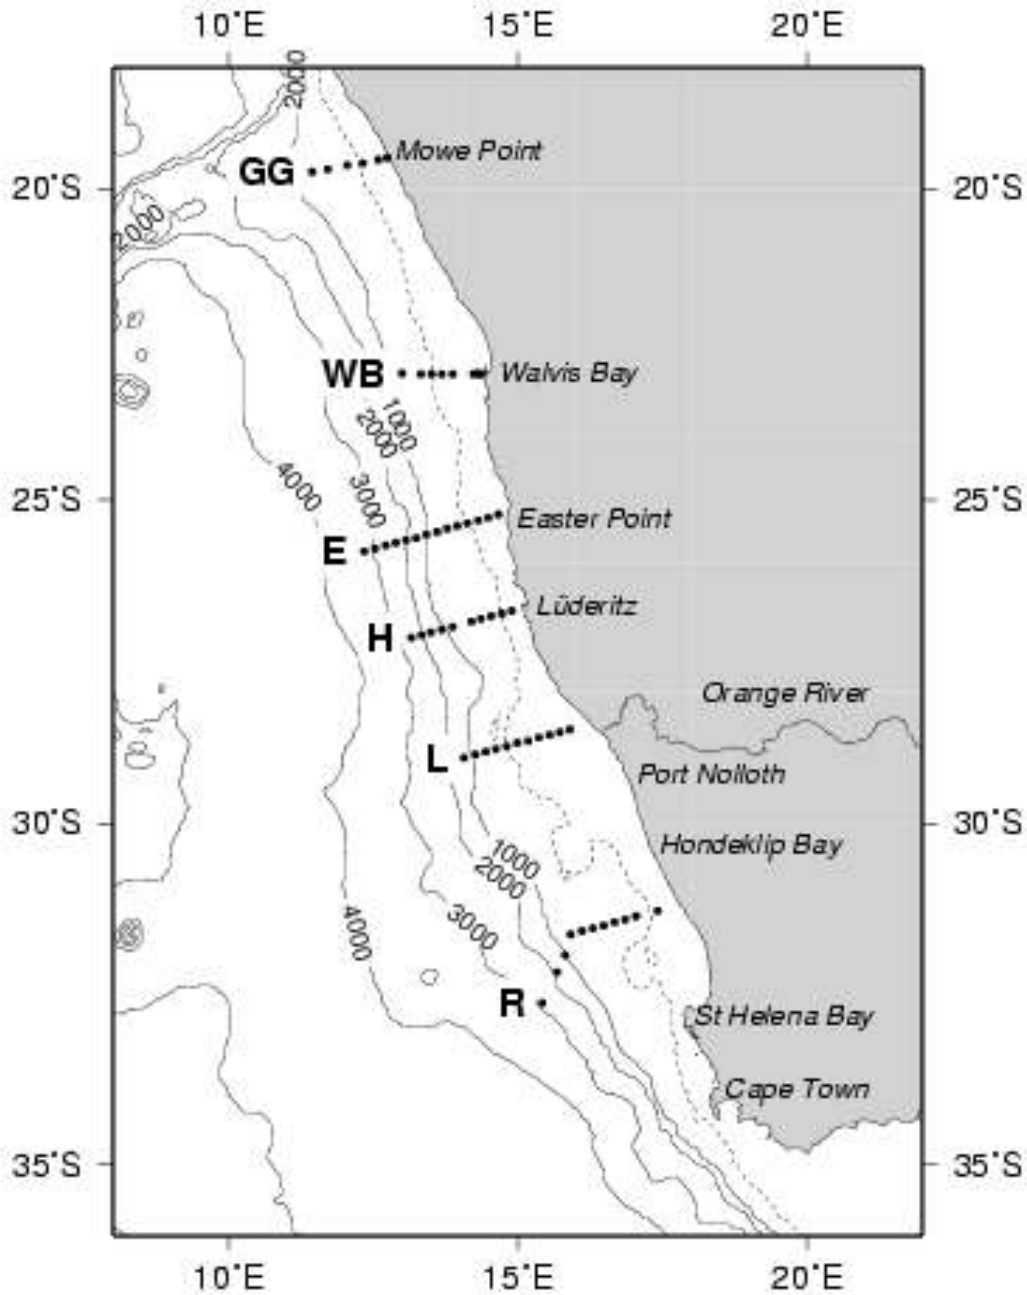 10°E 15°E 20°E
2000
Mowe Point
GG
20°S 20°S
2000
WB
Walvis Bay
1000
2000
4000
3000
25°S 25°S
Easter Point
E
Lüderitz
H
Orange River
L
Port Nolloth
30°S 30°S
Hondeklip Bay
1000
2000
4000
3000
R
St Helena Bay
Cape Town
35°S 35°S
10°E 15°E 20°E